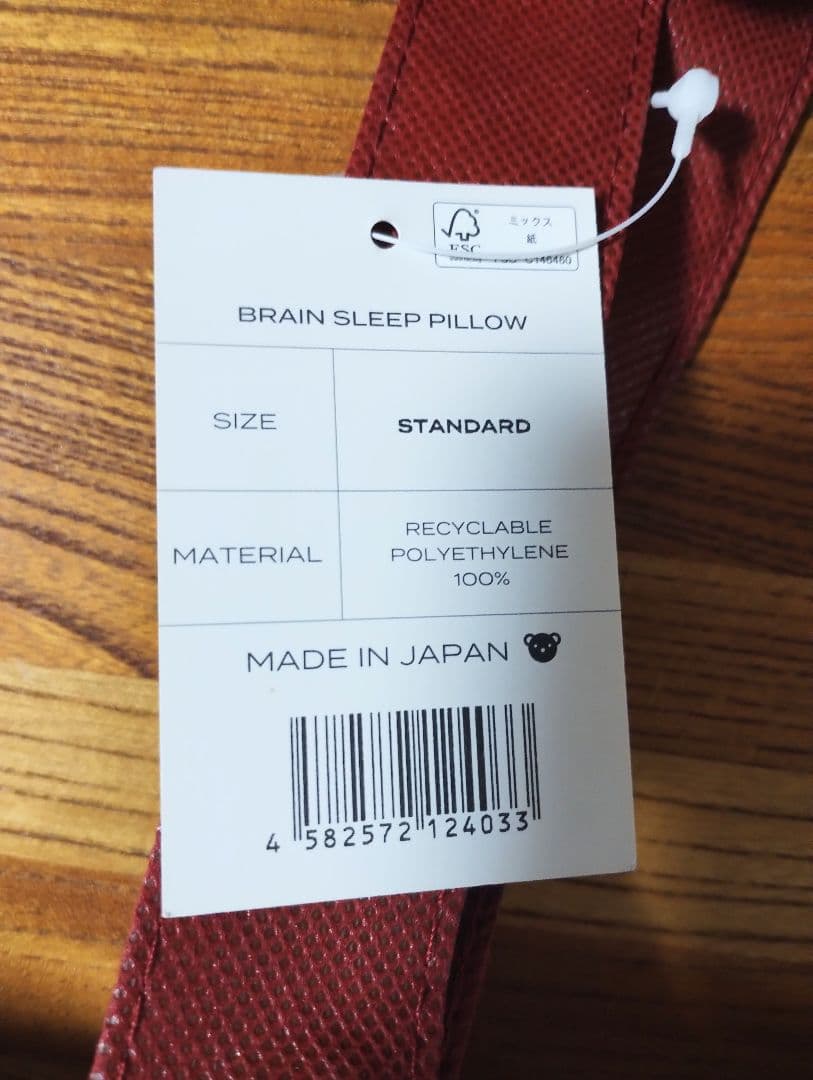 FSC
ミックス
紙
BRAIN SLEEP PILLOW
SIZE
STANDARD
MATERIAL
RECYCLABLE
POLYETHYLENE
100%
MADE IN JAPAN
4 582572 124033